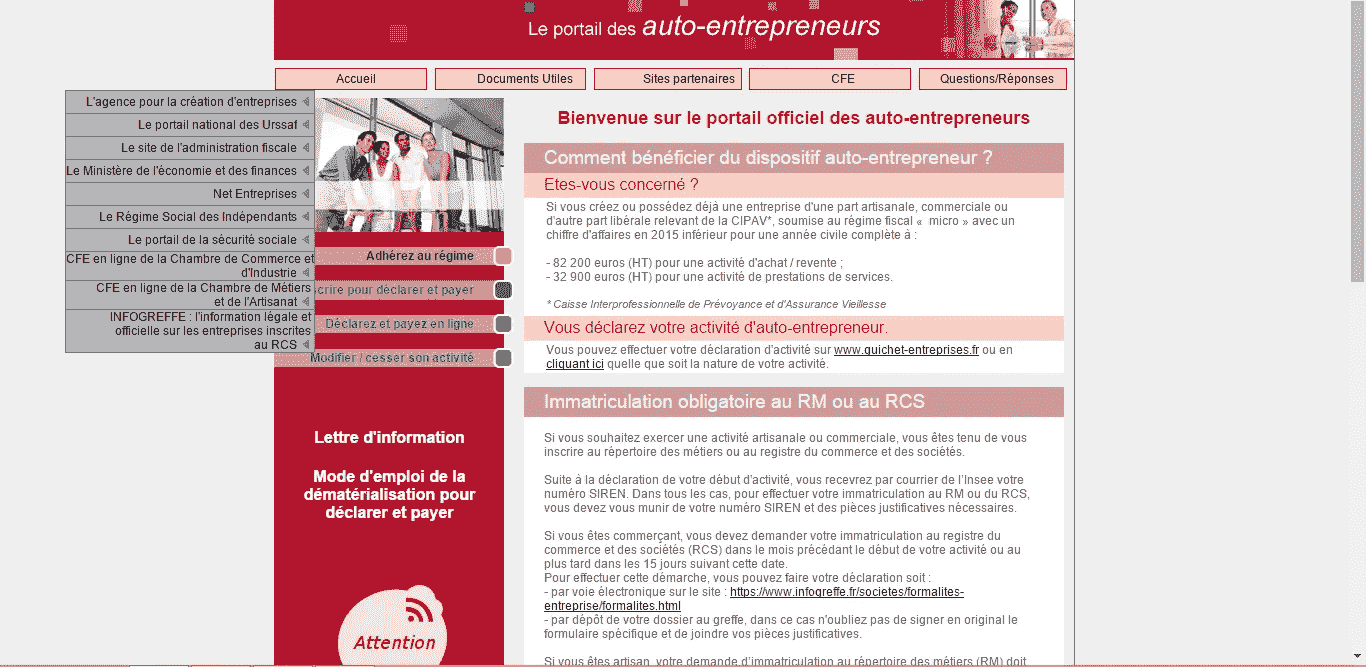 Le portail des auto-entrepreneurs
Accueil
Documents Utiles
Sites partenaires
CFE
Questions/Réponses
L'agence pour la création d'entreprises
Le portail national des Urssaf
Le site de l'administration fiscale
Le Ministère de l'économie et des finances
Net Entreprises
Le Régime Social des Indépendants
Le portail de la sécurité sociale
CFE en ligne de la Chambre de Commerce et
d'Industrie
CFE en ligne de la Chambre de Métiers
et de l'Artisanat
INFOGREFFE : l'information légale et
officielle sur les entreprises inscrites
au RCS
Adhérez au régime
scrire pour déclarer et payer
Déclarez et payez en ligne
Modifier / cesser son activité
Lettre d'information
Mode d'emploi de la
dématérialisation pour
déclarer et payer
Attention
Bienvenue sur le portail officiel des auto-entrepreneurs
Comment bénéficier du dispositif auto-entrepreneur ?
Etes-vous concerné ?
Si vous créez ou possédez déjà une entreprise d'une part artisanale, commerciale ou
d'autre part libérale relevant de la CIPAV*, soumise au régime fiscal « micro » avec un
chiffre d'affaires en 2015 inférieur pour une année civile complète à :
- 82 200 euros (HT) pour une activité d'achat / revente ;
- 32 900 euros (HT) pour une activité de prestations de services.
* Caisse Interprofessionnelle de Prévoyance et d'Assurance Vieillesse
Vous déclarez votre activité d'auto-entrepreneur.
Vous pouvez effectuer votre déclaration d'activité sur www.guichet-entreprises.fr ou en
cliquant ici quelle que soit la nature de votre activité.
Immatriculation obligatoire au RM ou au RCS
Si vous souhaitez exercer une activité artisanale ou commerciale, vous êtes tenu de vous
inscrire au répertoire des métiers ou au registre du commerce et des sociétés.
Suite à la déclaration de votre début d'activité, vous recevrez par courrier de l'Insee votre
numéro SIREN. Dans tous les cas, pour effectuer votre immatriculation au RM ou du RCS,
vous devez vous munir de votre numéro SIREN et des pièces justificatives nécessaires.
Si vous êtes commerçant, vous devez demander votre immatriculation au registre du
commerce et des sociétés (RCS) dans le mois précédant le début de votre activité ou au
plus tard dans les 15 jours suivant cette date.
Pour effectuer cette démarche, vous pouvez faire votre déclaration soit :
- par voie électronique sur le site : https://www.infogreffe.fr/societes/formalites-
entreprise/formalites.html
- par dépôt de votre dossier au greffe, dans ce cas n'oubliez pas de signer en original le
formulaire spécifique et de joindre vos pièces justificatives.
Si vous êtes artisan, votre demande d'immatriculation au répertoire des métiers (RM) doit